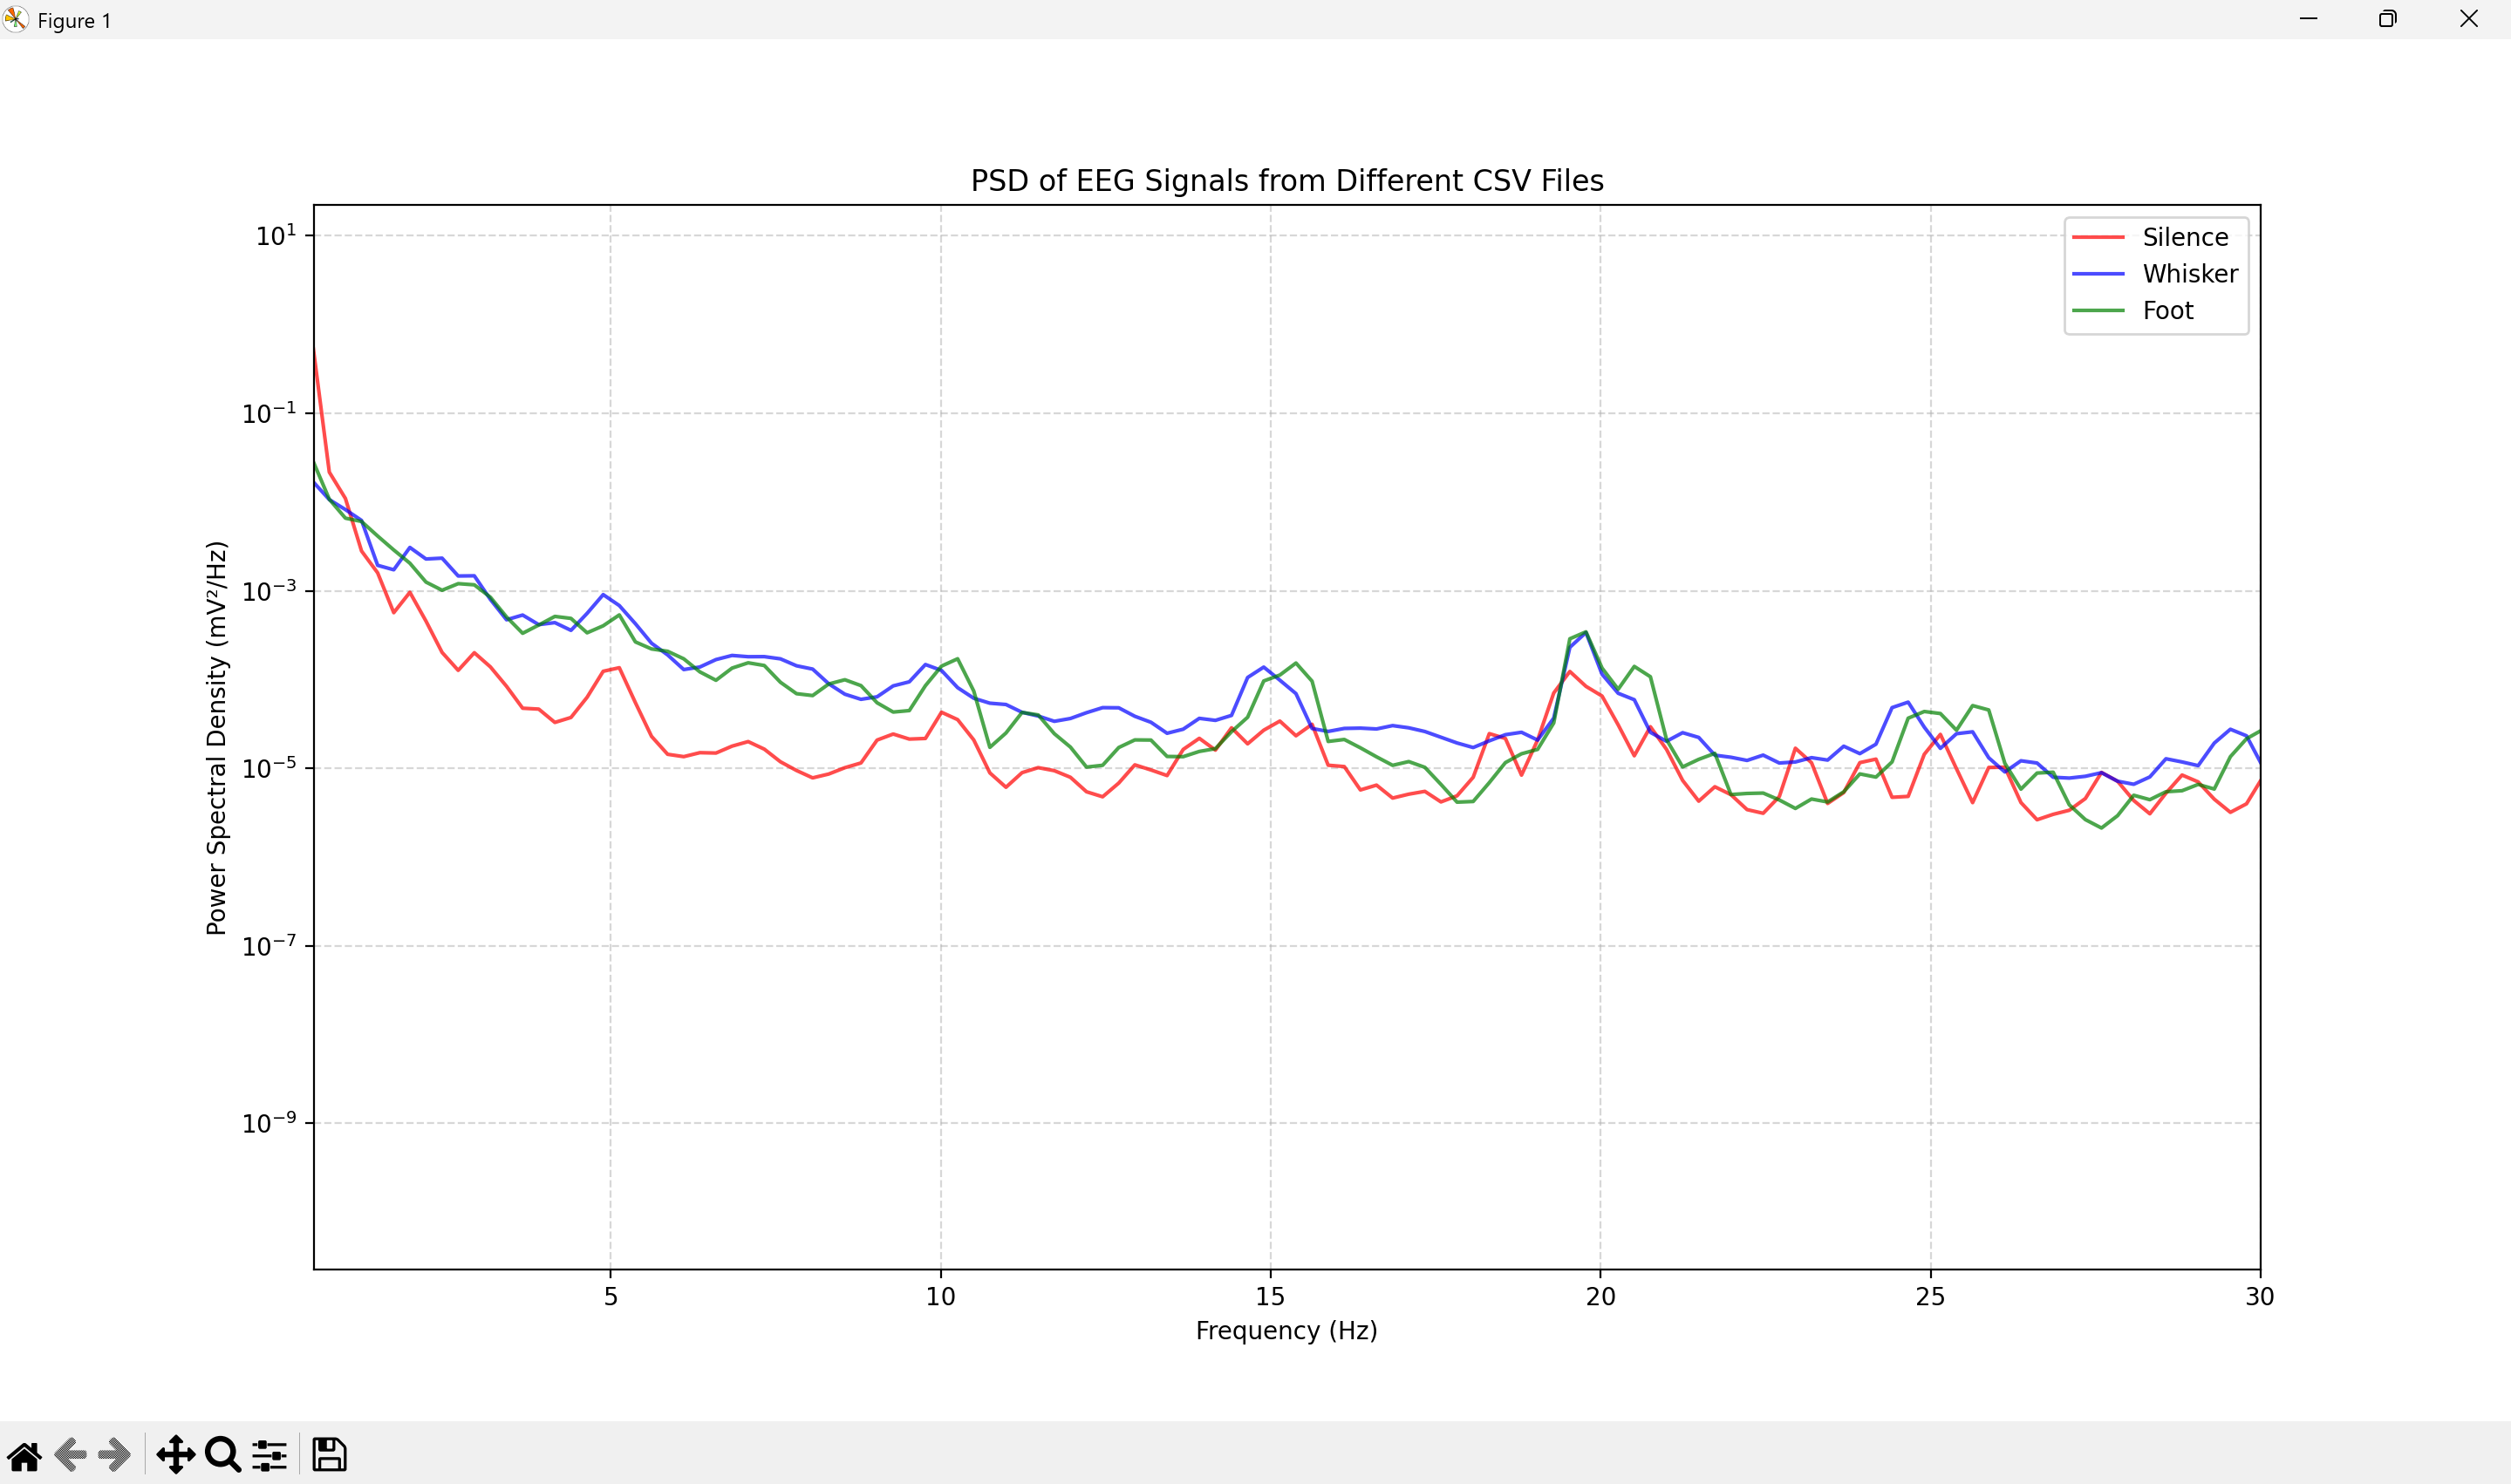 Figure 1
PSD of EEG Signals from Different CSV Files
Power Spectral Density (mV²/Hz)
10¹
10⁻¹
10⁻³
10⁻⁵
10⁻⁷
10⁻⁹
Silence
Whisker
Foot
5 10 15 20 25 30
Frequency (Hz)